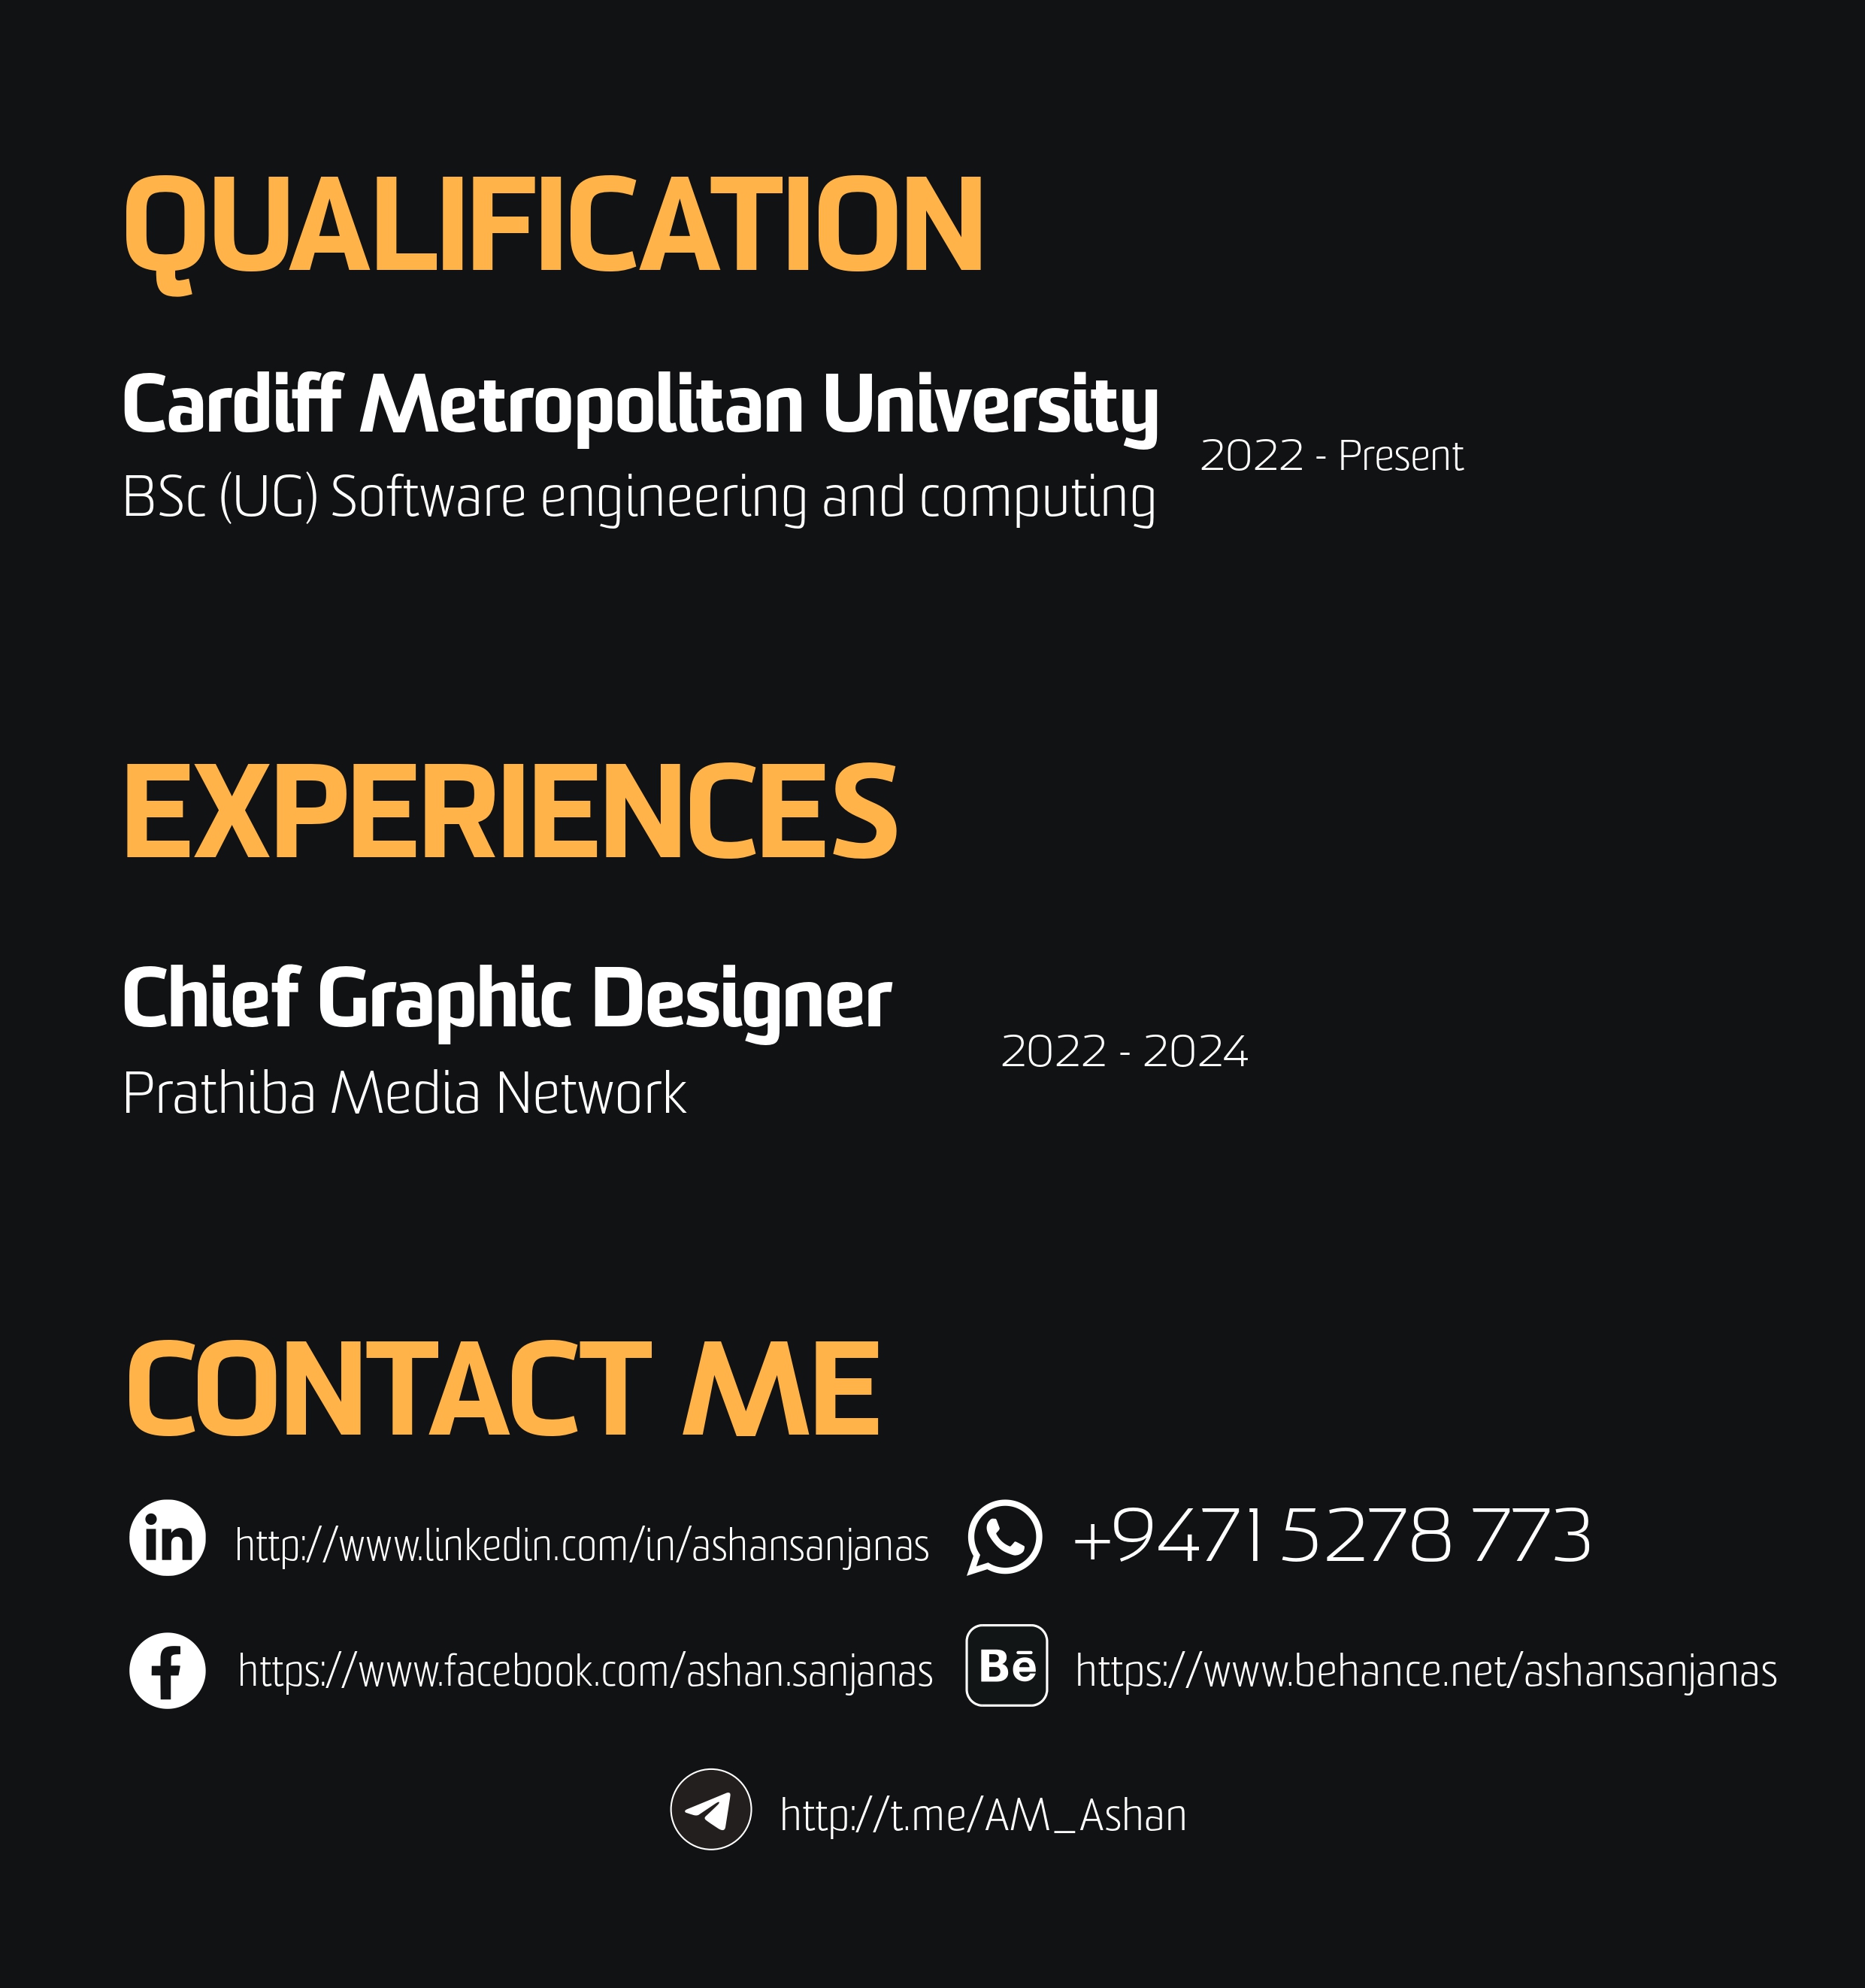 QUALIFICATION
Cardiff Metropolitan University
2022 - Present
BSc (UG) Software engineering and computing
EXPERIENCES
Chief Graphic Designer
2022 - 2024
Prathiba Media Network
CONTACT ME
in http://www.linkedin.com/in/ashansanjanas
+9471 5278 773
f https://www.facebook.com/ashan.sanjanas
Bē https://www.behance.net/ashansanjanas
http://t.me/AM_Ashan